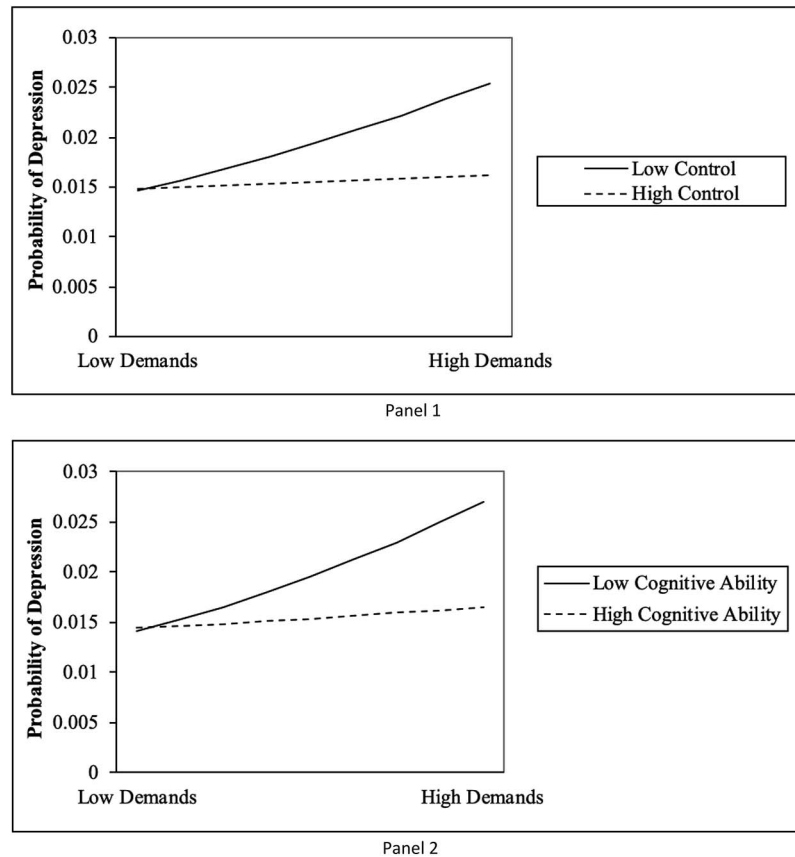 0.03
0.025
0.02
0.015
0.01
0.005
0
Probability of Depression
Low Demands
High Demands
Low Control
High Control
Panel 1
0.03
0.025
0.02
0.015
0.01
0.005
0
Probability of Depression
Low Demands
High Demands
Low Cognitive Ability
High Cognitive Ability
Panel 2